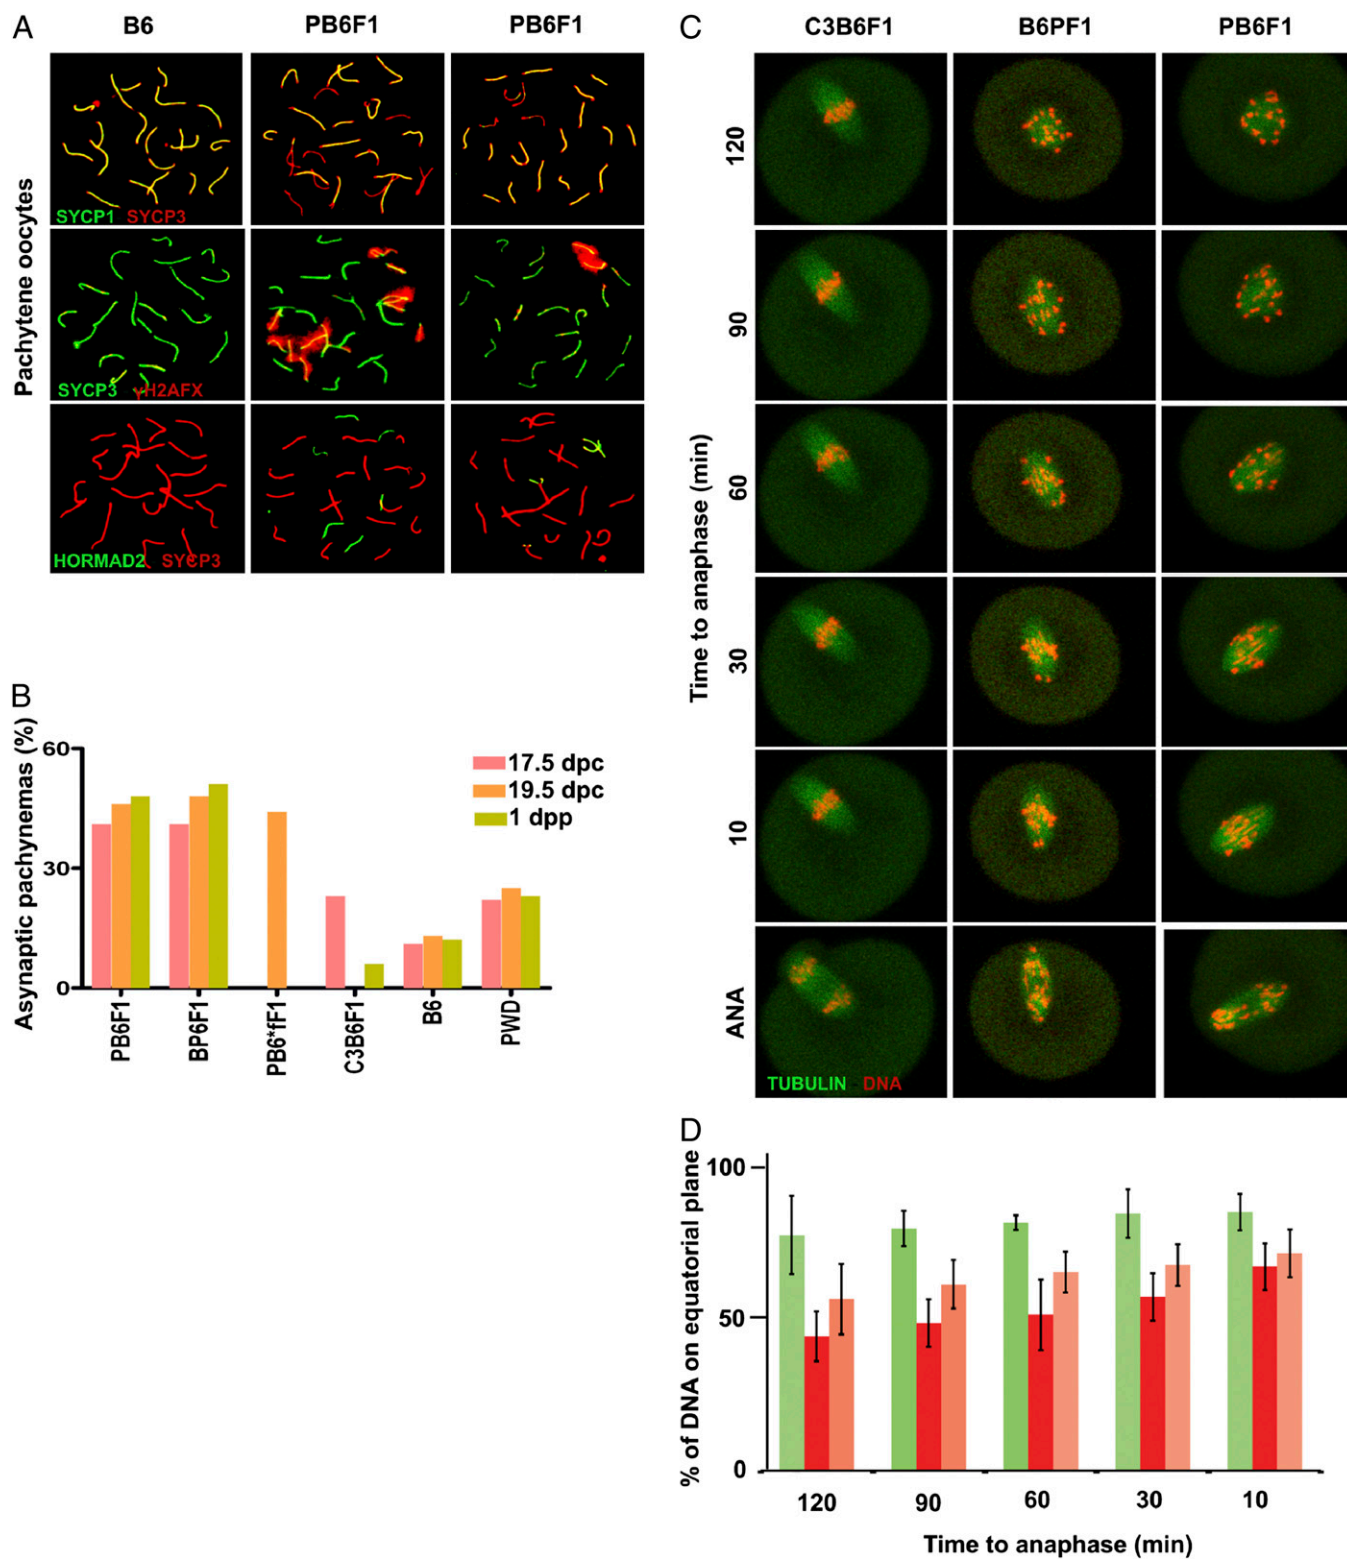 A
B6 PB6F1 PB6F1
Pachytene oocytes
SYCP1 SYCP3
SYCP3 γH2AFX
HORMAD2 SYCP3
B
Asynaptic pachynemas (%)
60
30
0
17.5 dpc
19.5 dpc
1 dpp
PB6F1 BP6F1 PB6*fF1 C3B6F1 B6 PWD
C
C3B6F1 B6PF1 PB6F1
Time to anaphase (min)
120
90
60
30
10
ANA
TUBULIN DNA
D
% of DNA on equatorial plane
100
50
0
120 90 60 30 10
Time to anaphase (min)